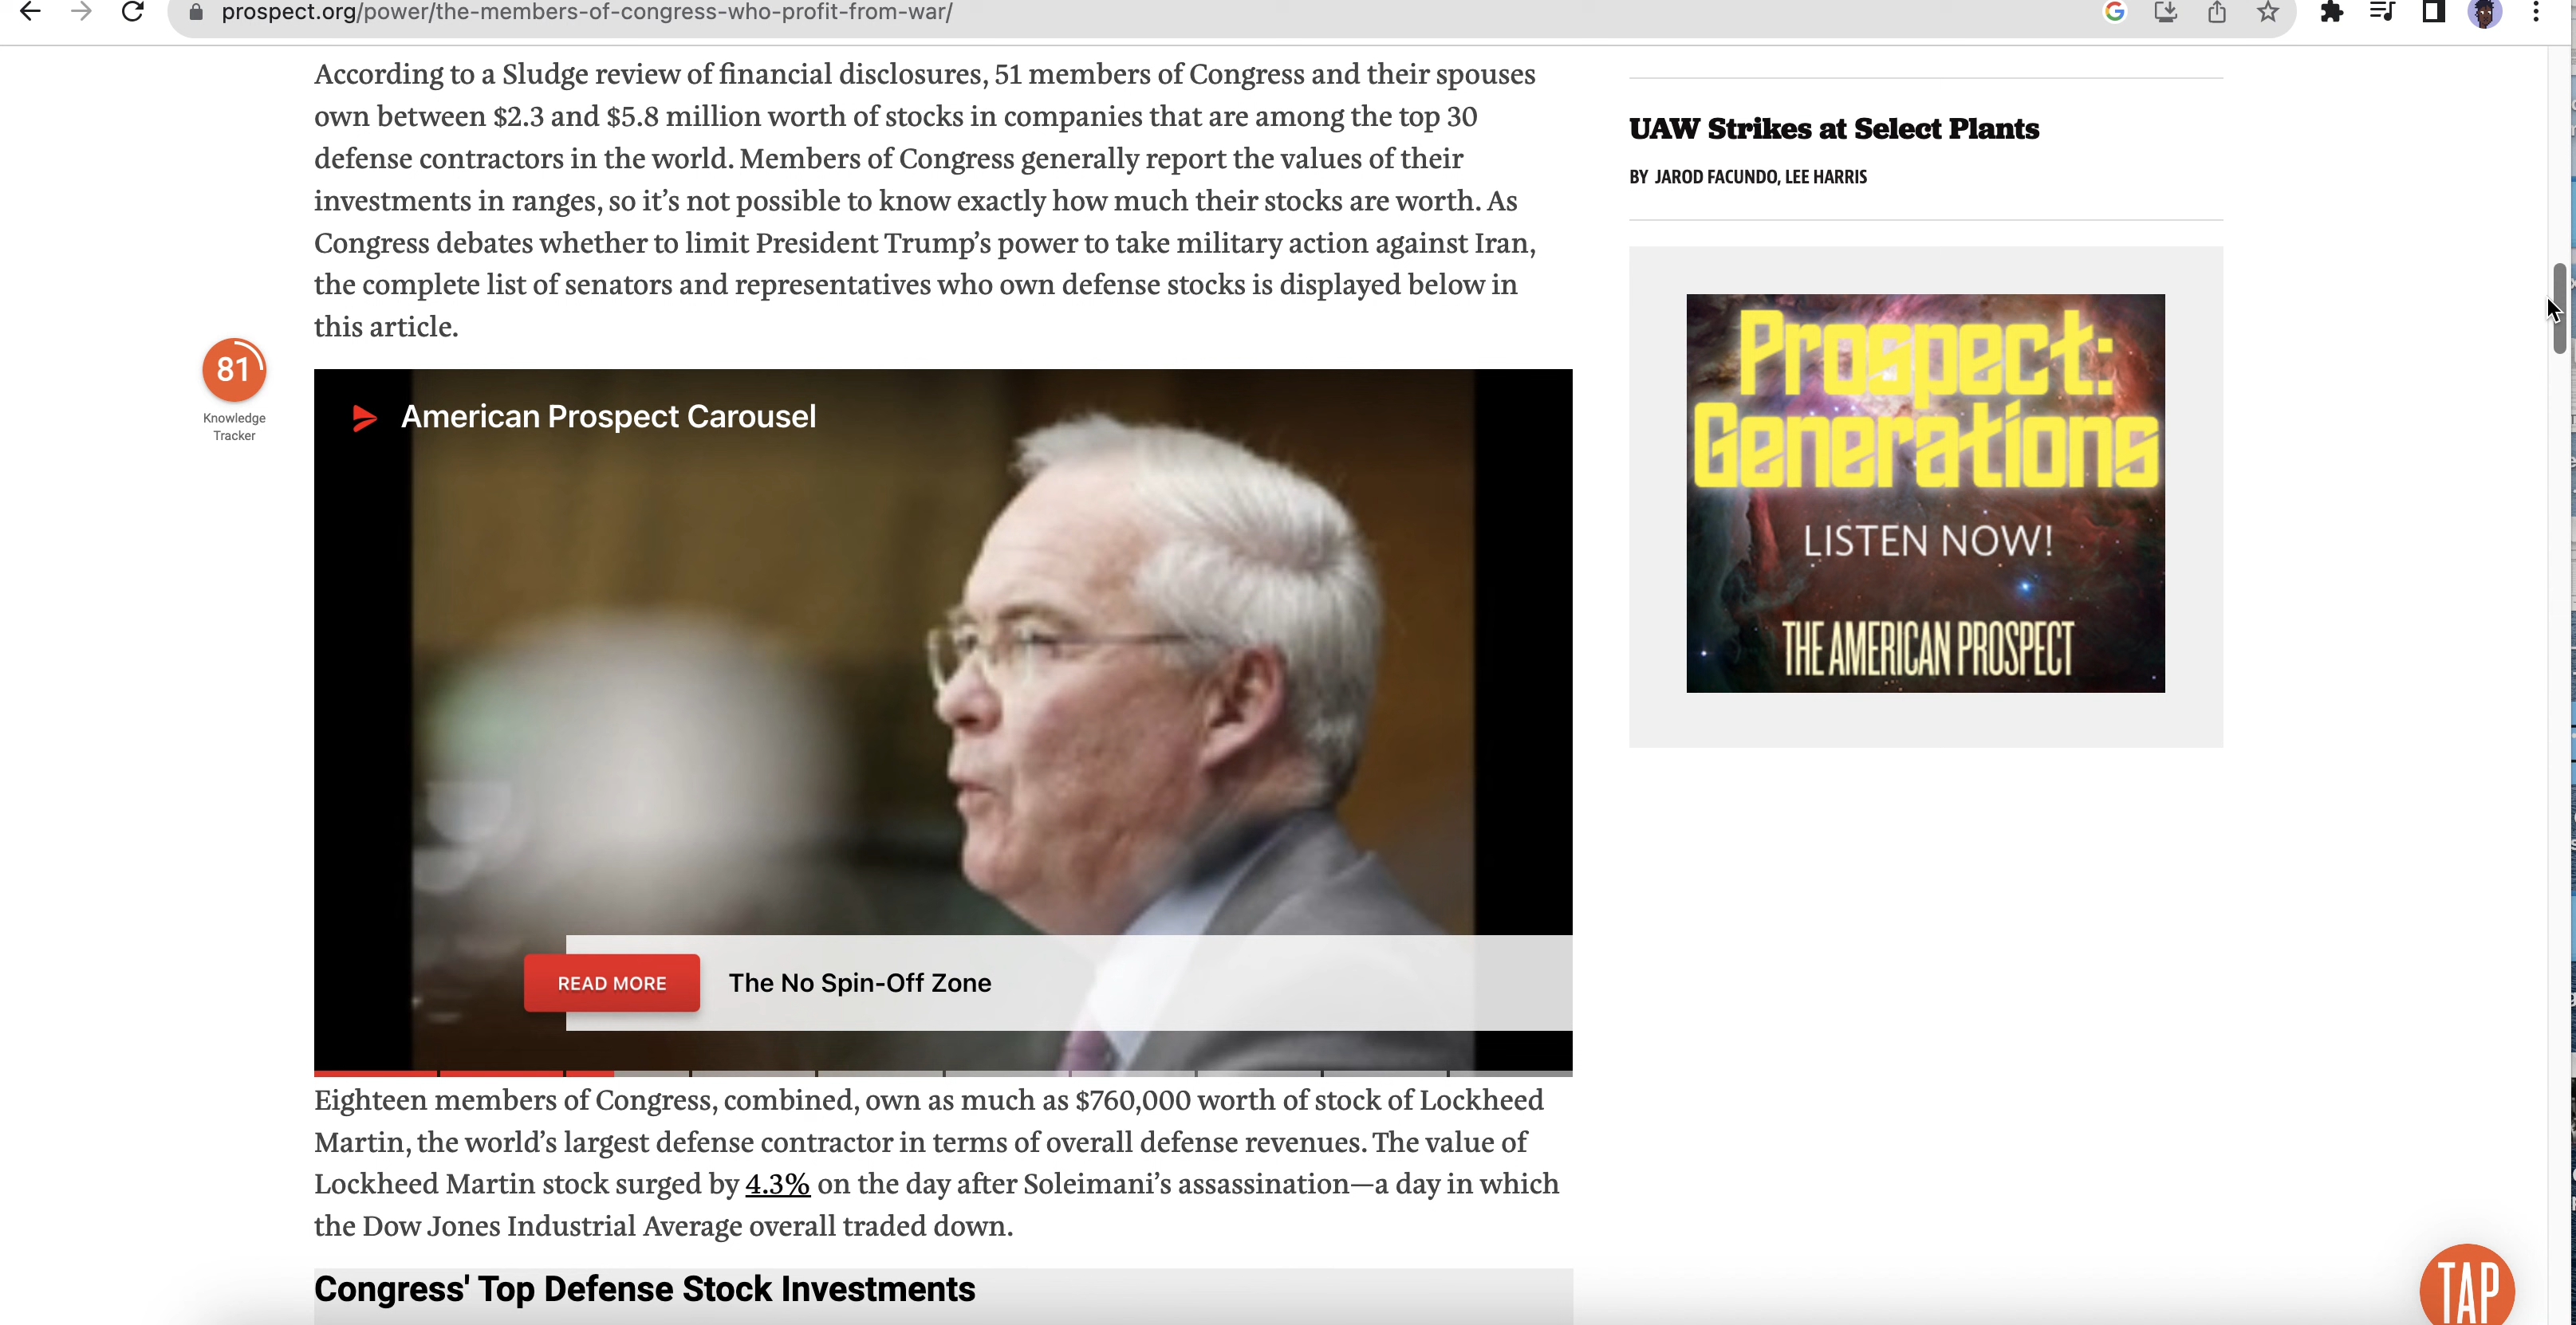 prospect.org/power/the-members-of-congress-who-profit-from-war/
According to a Sludge review of financial disclosures, 51 members of Congress and their spouses
own between $2.3 and $5.8 million worth of stocks in companies that are among the top 30
defense contractors in the world. Members of Congress generally report the values of their
investments in ranges, so it’s not possible to know exactly how much their stocks are worth. As
Congress debates whether to limit President Trump’s power to take military action against Iran,
the complete list of senators and representatives who own defense stocks is displayed below in
this article.
81
Knowledge
Tracker
American Prospect Carousel
READ MORE
The No Spin-Off Zone
Eighteen members of Congress, combined, own as much as $760,000 worth of stock of Lockheed
Martin, the world’s largest defense contractor in terms of overall defense revenues. The value of
Lockheed Martin stock surged by 4.3% on the day after Soleimani’s assassination—a day in which
the Dow Jones Industrial Average overall traded down.
Congress' Top Defense Stock Investments
UAW Strikes at Select Plants
BY JAROD FACUNDO, LEE HARRIS
Prospect:
Generations
LISTEN NOW!
THE AMERICAN PROSPECT
TAP